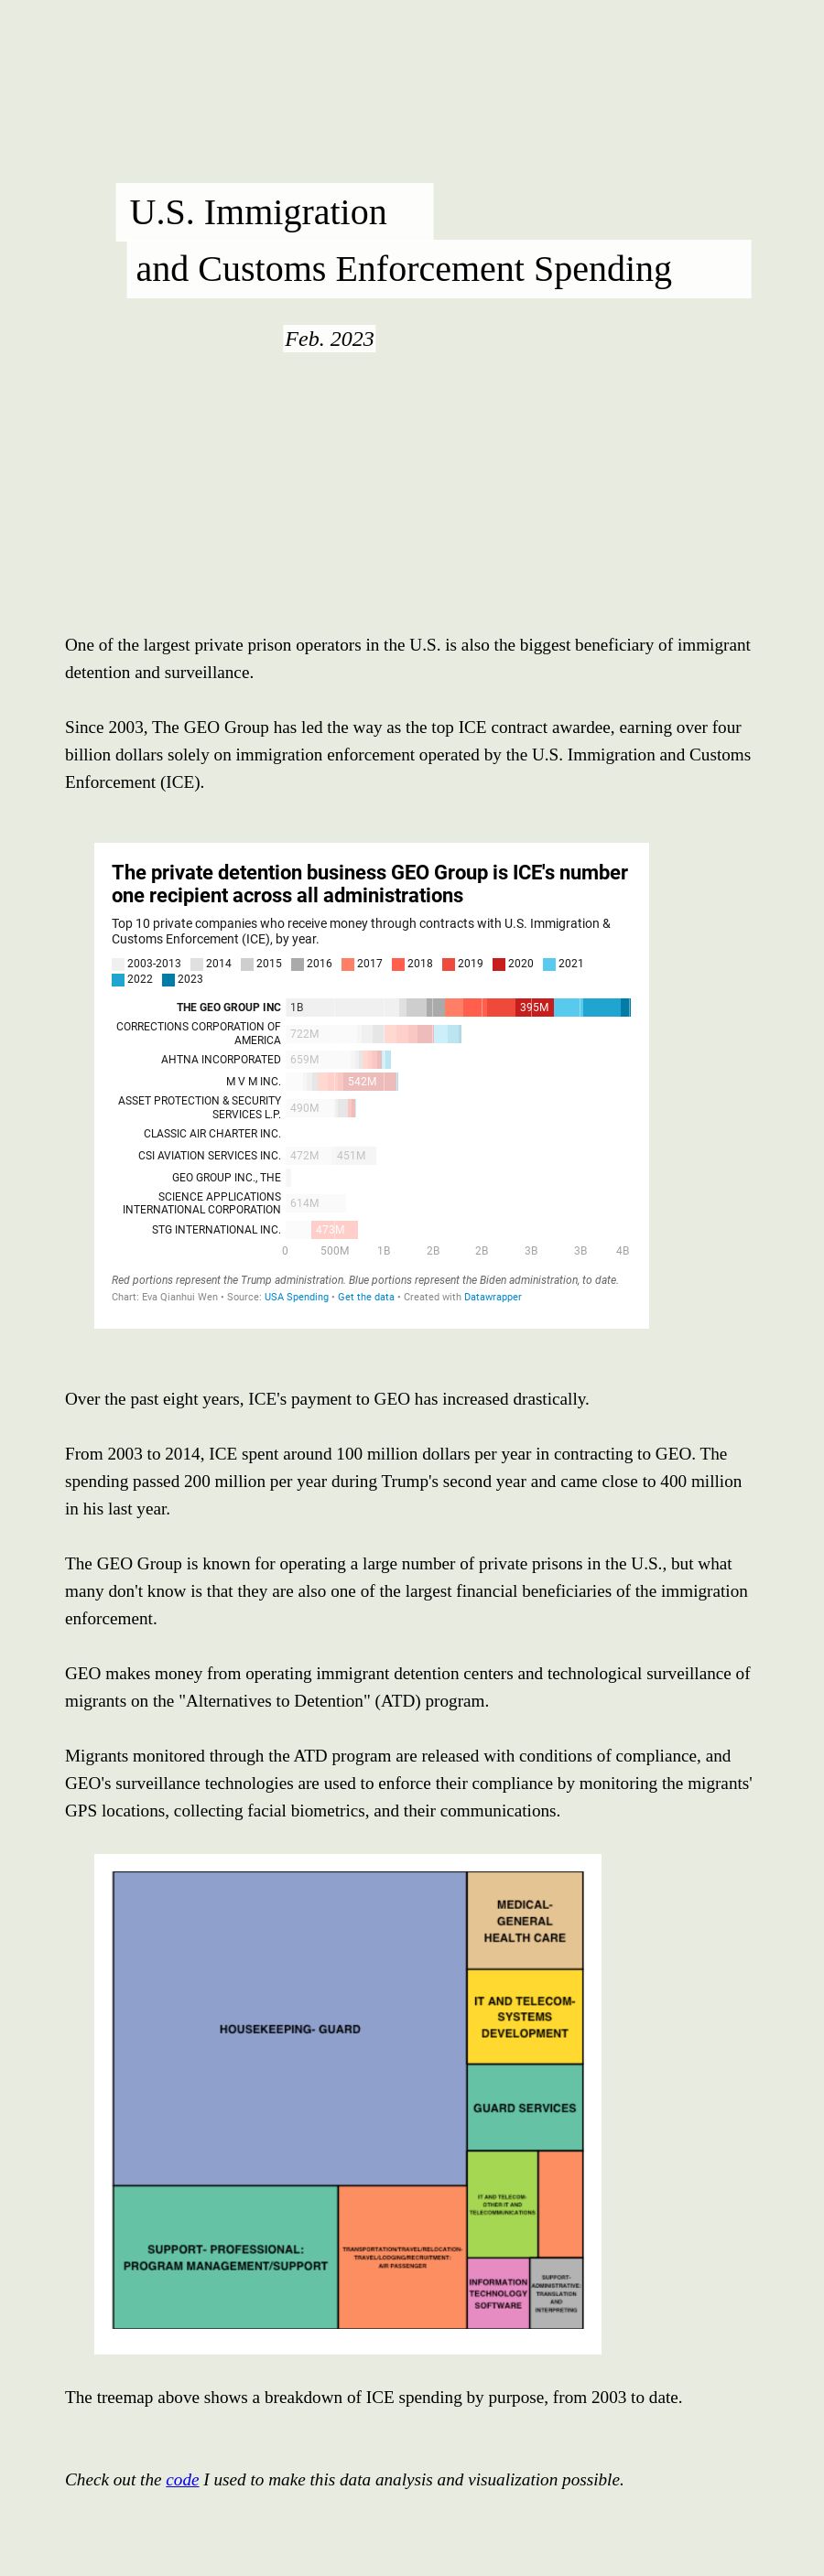 U.S. Immigration
and Customs Enforcement Spending
Feb. 2023
One of the largest private prison operators in the U.S. is also the biggest beneficiary of immigrant
detention and surveillance.
Since 2003, The GEO Group has led the way as the top ICE contract awardee, earning over four
billion dollars solely on immigration enforcement operated by the U.S. Immigration and Customs
Enforcement (ICE).
The private detention business GEO Group is ICE's number
one recipient across all administrations
Top 10 private companies who receive money through contracts with U.S. Immigration &
Customs Enforcement (ICE), by year.
2003-2013 2014 2015 2016 2017 2018 2019 2020 2021
2022 2023
THE GEO GROUP INC 1B 395M
CORRECTIONS CORPORATION OF
AMERICA 722M
AHTNA INCORPORATED 659M
M V M INC. 542M
ASSET PROTECTION & SECURITY
SERVICES L.P. 490M
CLASSIC AIR CHARTER INC.
CSI AVIATION SERVICES INC. 472M 451M
GEO GROUP INC., THE
SCIENCE APPLICATIONS
INTERNATIONAL CORPORATION 614M
STG INTERNATIONAL INC. 473M
0 500M 1B 2B 2B 3B 3B 4B
Red portions represent the Trump administration. Blue portions represent the Biden administration, to date.
Chart: Eva Qianhui Wen • Source: USA Spending • Get the data • Created with Datawrapper
Over the past eight years, ICE's payment to GEO has increased drastically.
From 2003 to 2014, ICE spent around 100 million dollars per year in contracting to GEO. The
spending passed 200 million per year during Trump's second year and came close to 400 million
in his last year.
The GEO Group is known for operating a large number of private prisons in the U.S., but what
many don't know is that they are also one of the largest financial beneficiaries of the immigration
enforcement.
GEO makes money from operating immigrant detention centers and technological surveillance of
migrants on the "Alternatives to Detention" (ATD) program.
Migrants monitored through the ATD program are released with conditions of compliance, and
GEO's surveillance technologies are used to enforce their compliance by monitoring the migrants'
GPS locations, collecting facial biometrics, and their communications.
HOUSEKEEPING- GUARD
MEDICAL-
GENERAL
HEALTH CARE
IT AND TELECOM-
SYSTEMS
DEVELOPMENT
GUARD SERVICES
IT AND TELECOM-
OTHER IT AND
TELECOMMUNICATIONS
SUPPORT- PROFESSIONAL:
PROGRAM MANAGEMENT/SUPPORT
TRANSPORTATION/TRAVEL/RELOCATION-
TRAVEL/LODGING/RECRUITMENT:
AIR PASSENGER
INFORMATION
TECHNOLOGY
SOFTWARE
SUPPORT-
ADMINISTRATIVE:
TRANSLATION
AND
INTERPRETING
The treemap above shows a breakdown of ICE spending by purpose, from 2003 to date.
Check out the code I used to make this data analysis and visualization possible.